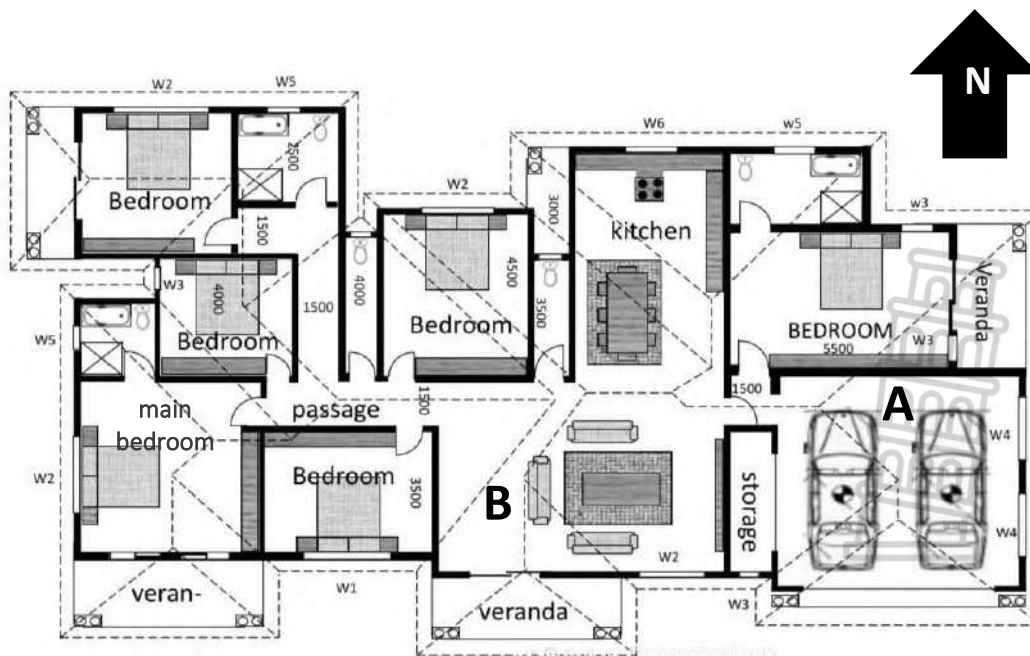 N
W2
W5
W6
w5
2500
W2
w3
Bedroom
1500
3000
kitchen
W3
4000
1500
4000
4500
3500
Veranda
Bedroom
Bedroom
BEDROOM
5500
W3
W5
main
bedroom
passage
1500
1500
A
W4
W2
Bedroom
3500
B
storage
W4
W2
veran-
W1
veranda
W3